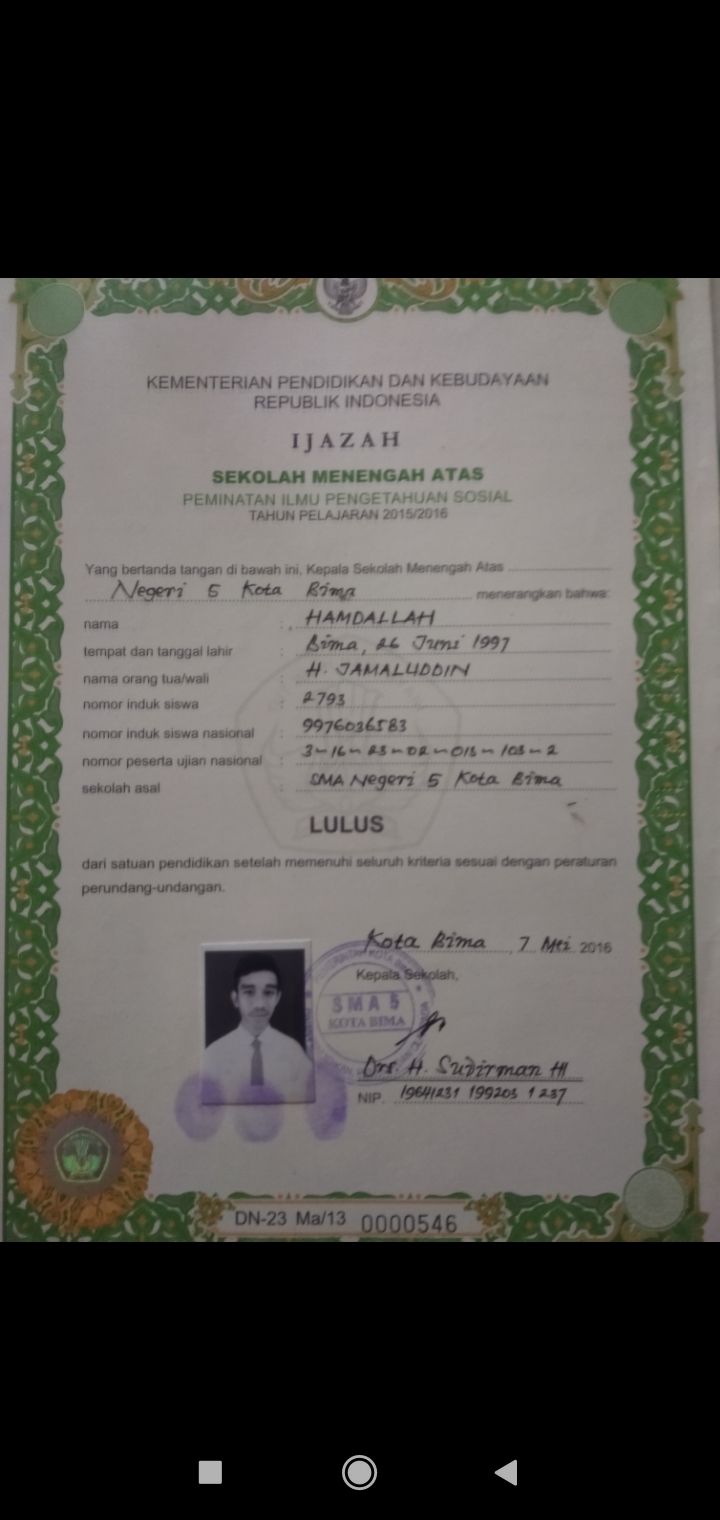 KEMENTERIAN PENDIDIKAN DAN KEBUDAYAAN
REPUBLIK INDONESIA
IJAZAH
SEKOLAH MENENGAH ATAS
PEMINATAN ILMU PENGETAHUAN SOSIAL
TAHUN PELAJARAN 2015/2016
Yang bertanda tangan di bawah ini, Kepala Sekolah Menengah Atas
Negeri 5 Kota Bima menerangkan bahwa:
nama : HAMDALLAH
tempat dan tanggal lahir : Bima, 26 Juni 1997
nama orang tua/wali : H. JAMALUDDIN
nomor induk siswa : 2793
nomor induk siswa nasional : 9976036583
nomor peserta ujian nasional : 3-16-23-02-013-103-2
sekolah asal : SMA Negeri 5 Kota Bima
LULUS
dari satuan pendidikan setelah memenuhi seluruh kriteria sesuai dengan peraturan
perundang-undangan.
Kota Bima, 7 Mei 2016
Kepala Sekolah,
SMA 5
KOTA BIMA
Drs. H. Sudirman HI
NIP. 19641231 199203 1 237
DN-23 Ma/13 0000546